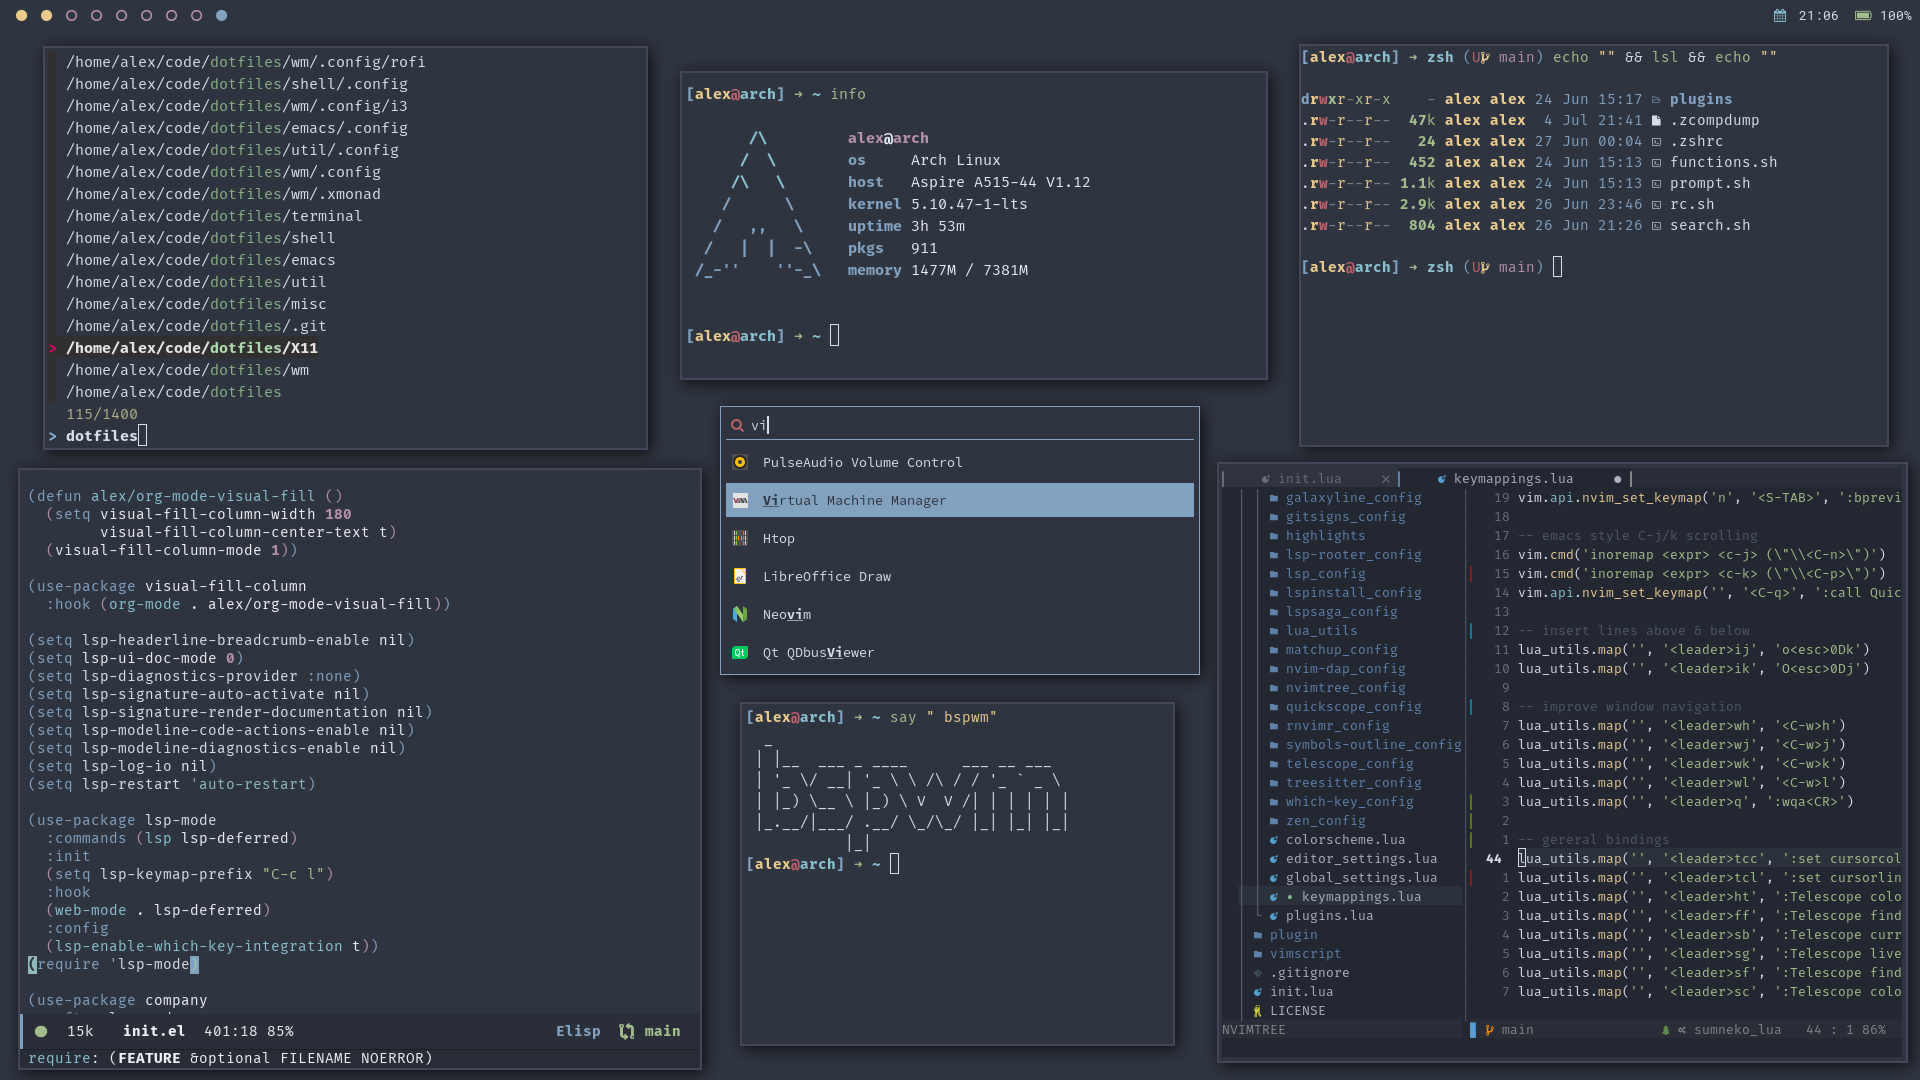 21:06 100%
/home/alex/code/dotfiles/wm/.config/rofi
/home/alex/code/dotfiles/shell/.config
/home/alex/code/dotfiles/wm/.config/i3
/home/alex/code/dotfiles/emacs/.config
/home/alex/code/dotfiles/util/.config
/home/alex/code/dotfiles/wm/.config
/home/alex/code/dotfiles/wm/.xmonad
/home/alex/code/dotfiles/terminal
/home/alex/code/dotfiles/shell
/home/alex/code/dotfiles/emacs
/home/alex/code/dotfiles/util
/home/alex/code/dotfiles/misc
/home/alex/code/dotfiles/.git
> /home/alex/code/dotfiles/X11
/home/alex/code/dotfiles/wm
/home/alex/code/dotfiles
115/1400
> dotfiles
[alex@arch] → ~ info
alex@arch
os Arch Linux
host Aspire A515-44 V1.12
kernel 5.10.47-1-lts
uptime 3h 53m
pkgs 911
memory 1477M / 7381M
[alex@arch] → ~
[alex@arch] → zsh (U main) echo "" && lsl && echo ""
drwxr-xr-x - alex alex 24 Jun 15:17 plugins
.rw-r--r-- 47k alex alex 4 Jul 21:41 .zcompdump
.rw-r--r-- 24 alex alex 27 Jun 00:04 .zshrc
.rw-r--r-- 452 alex alex 24 Jun 15:13 functions.sh
.rw-r--r-- 1.1k alex alex 24 Jun 15:13 prompt.sh
.rw-r--r-- 2.9k alex alex 26 Jun 23:46 rc.sh
.rw-r--r-- 804 alex alex 26 Jun 21:26 search.sh
[alex@arch] → zsh (U main)
vi
PulseAudio Volume Control
Virtual Machine Manager
Htop
LibreOffice Draw
Neovim
Qt QDbusViewer
(defun alex/org-mode-visual-fill ()
(setq visual-fill-column-width 180
visual-fill-column-center-text t)
(visual-fill-column-mode 1))
(use-package visual-fill-column
:hook (org-mode . alex/org-mode-visual-fill))
(setq lsp-headerline-breadcrumb-enable nil)
(setq lsp-ui-doc-mode 0)
(setq lsp-diagnostics-provider :none)
(setq lsp-signature-auto-activate nil)
(setq lsp-signature-render-documentation nil)
(setq lsp-modeline-code-actions-enable nil)
(setq lsp-modeline-diagnostics-enable nil)
(setq lsp-log-io nil)
(setq lsp-restart 'auto-restart)
(use-package lsp-mode
:commands (lsp lsp-deferred)
:init
(setq lsp-keymap-prefix "C-c l")
:hook
(web-mode . lsp-deferred)
:config
(lsp-enable-which-key-integration t))
(require 'lsp-mode)
(use-package company
15k init.el 401:18 85% Elisp main
require: (FEATURE &optional FILENAME NOERROR)
[alex@arch] → ~ say " bspwm"
bspwm
[alex@arch] → ~
init.lua × keymappings.lua ●
galaxyline_config
gitsigns_config
highlights
lsp-rooter_config
lsp_config
lspinstall_config
lspsaga_config
lua_utils
matchup_config
nvim-dap_config
nvimtree_config
quickscope_config
rnvimr_config
symbols-outline_config
telescope_config
treesitter_config
which-key_config
zen_config
colorscheme.lua
editor_settings.lua
global_settings.lua
• keymappings.lua
plugins.lua
plugin
vimscript
.gitignore
init.lua
LICENSE
NVIMTREE
19 vim.api.nvim_set_keymap('n', '<S-TAB>', ':bprevi
18
17 -- emacs style C-j/k scrolling
16 vim.cmd('inoremap <expr> <c-j> (\"\\<C-n>\")')
15 vim.cmd('inoremap <expr> <c-k> (\"\\<C-p>\")')
14 vim.api.nvim_set_keymap('', '<C-q>', ':call Quic
13
12 -- insert lines above & below
11 lua_utils.map('', '<leader>ij', 'o<esc>0Dk')
10 lua_utils.map('', '<leader>ik', 'O<esc>0Dj')
9
8 -- improve window navigation
7 lua_utils.map('', '<leader>wh', '<C-w>h')
6 lua_utils.map('', '<leader>wj', '<C-w>j')
5 lua_utils.map('', '<leader>wk', '<C-w>k')
4 lua_utils.map('', '<leader>wl', '<C-w>l')
3 lua_utils.map('', '<leader>q', ':wqa<CR>')
2
1 -- gereral bindings
44 lua_utils.map('', '<leader>tcc', ':set cursorcol
1 lua_utils.map('', '<leader>tcl', ':set cursorlin
2 lua_utils.map('', '<leader>ht', ':Telescope colo
3 lua_utils.map('', '<leader>ff', ':Telescope find
4 lua_utils.map('', '<leader>sb', ':Telescope curr
5 lua_utils.map('', '<leader>sg', ':Telescope live
6 lua_utils.map('', '<leader>sf', ':Telescope find
7 lua_utils.map('', '<leader>sc', ':Telescope colo
main sumneko_lua 44 : 1 86%